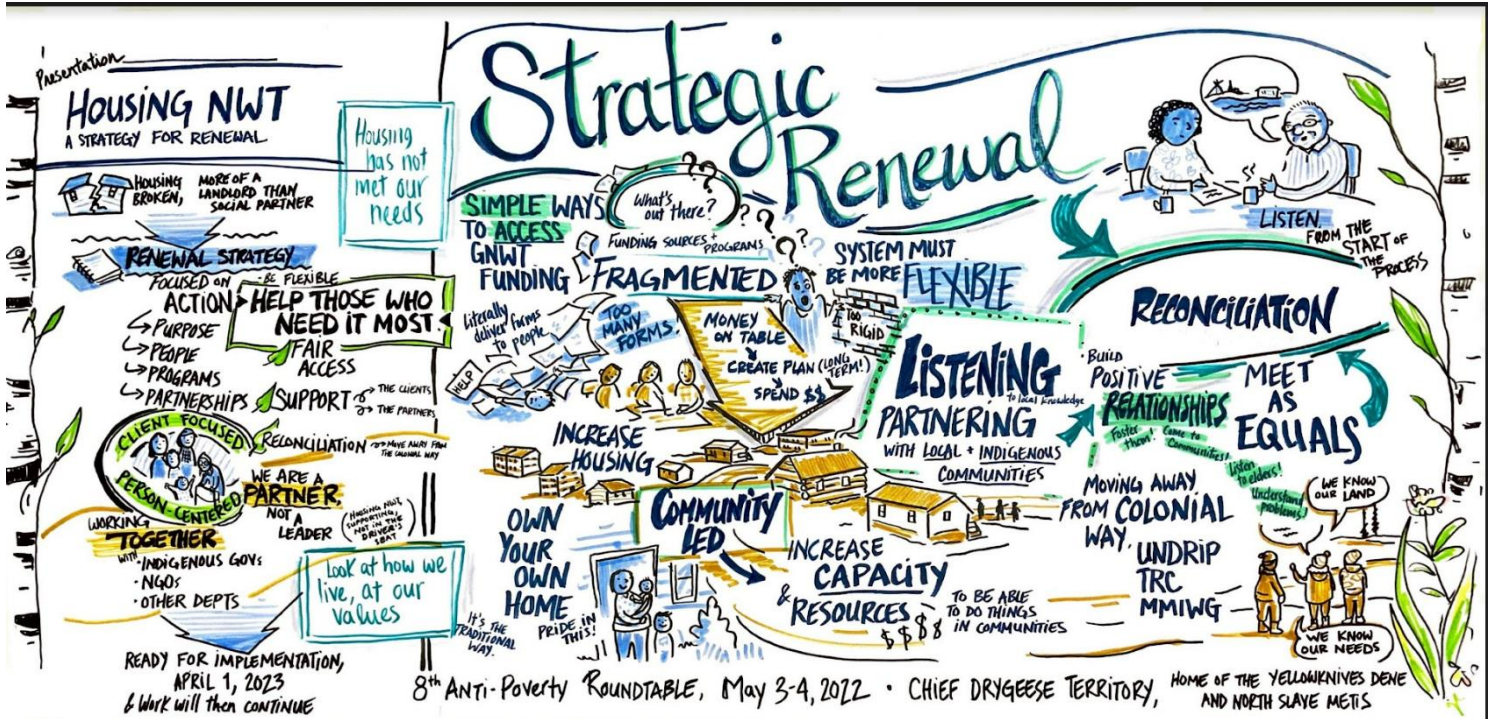 Presentation
HOUSING NWT
A STRATEGY FOR RENEWAL
HOUSING
BROKEN,
MORE OF A
LANDLORD THAN
SOCIAL PARTNER
RENEWAL STRATEGY
FOCUSED ON
ACTION
PURPOSE
PEOPLE
PROGRAMS
PARTNERSHIPS
· BE FLEXIBLE
HELP THOSE WHO
NEED IT MOST
FAIR
ACCESS
SUPPORT
THE CLIENTS
THE PARTNERS
RECONCILIATION
MOVE AWAY FROM
THE COLONIAL WAY
CLIENT FOCUSED
PERSON-CENTERED
WE ARE A
PARTNER
NOT A
LEADER
(HOUSING NWT,
SUPPORTING,
NOT IN THE
DRIVER'S
SEAT)
WORKING
TOGETHER
WITH
· INDIGENOUS GOVS
· NGOs
· OTHER DEPTS
READY FOR IMPLEMENTATION,
APRIL 1, 2023
& Work will then CONTINUE
Housing
has not
met our
needs
Look at how we
live, at our
values
Strategic
Renewal
SIMPLE WAYS
TO ACCESS
GNWT
FUNDING
What's
out there?
???????
FUNDING SOURCES +
PROGRAMS
FRAGMENTED
Literally
deliver forms
to people
TOO
MANY
FORMS!
HELP
MONEY
ON TABLE
CREATE PLAN (LONG
TERM!)
SPEND $$
SYSTEM MUST
BE MORE FLEXIBLE
TOO
RIGID
LISTENING
to local knowledge
PARTNERING
WITH LOCAL + INDIGENOUS
COMMUNITIES
INCREASE
HOUSING
OWN
YOUR
OWN
HOME
IT'S THE
TRADITIONAL
WAY.
PRIDE IN
THIS!
COMMUNITY
LED
INCREASE
CAPACITY
& RESOURCES
$$$$
TO BE ABLE
TO DO THINGS
IN COMMUNITIES
LISTEN,
FROM THE
START OF
THE
PROCESS
RECONCILIATION
· BUILD
POSITIVE
RELATIONSHIPS
Foster
them!
Come to
Communities!
Listen
to elders!
Understand
problems!
MEET
AS
EQUALS
MOVING AWAY
FROM COLONIAL
WAY.
UNDRIP
TRC
MMIWG
WE KNOW
OUR LAND
WE KNOW
OUR NEEDS
8th ANTI-POVERTY ROUNDTABLE, May 3-4, 2022 · CHIEF DRYGEESE TERRITORY, HOME OF THE YELLOWKNIVES DENE
AND NORTH SLAVE METIS